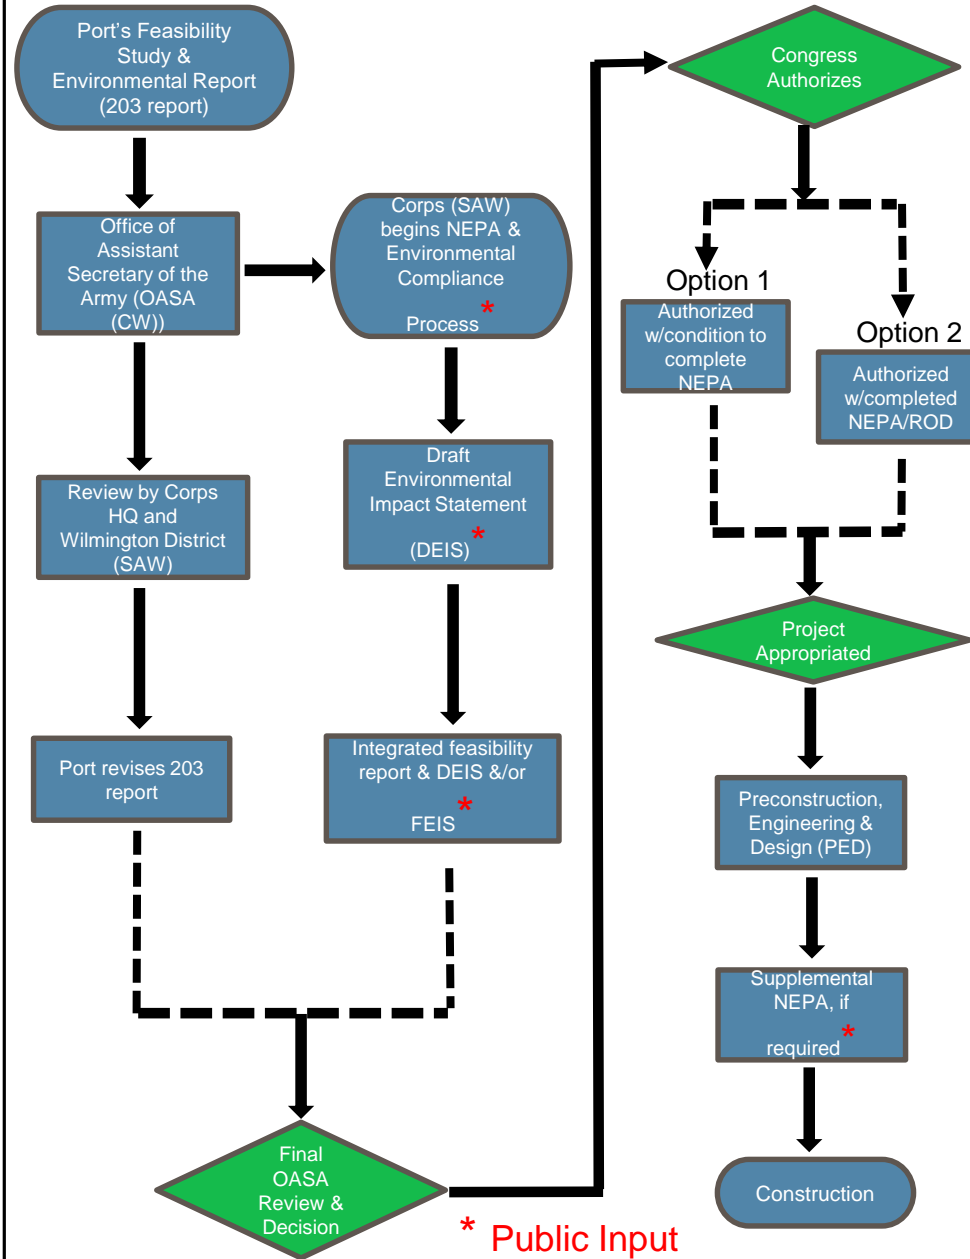 Port's Feasibility
Study &
Environmental Report
(203 report)
Office of
Assistant
Secretary of the
Army (OASA
(CW))
Review by Corps
HQ and
Wilmington District
(SAW)
Port revises 203
report
Corps (SAW)
begins NEPA &
Environmental
Compliance
Process *
Draft
Environmental
Impact Statement
(DEIS) *
Integrated feasibility
report & DEIS &/or
FEIS *
Final
OASA
Review &
Decision
* Public Input
Congress
Authorizes
Option 1
Authorized
w/condition to
complete
NEPA
Option 2
Authorized
w/completed
NEPA/ROD
Project
Appropriated
Preconstruction,
Engineering &
Design (PED)
Supplemental
NEPA, if
required *
Construction